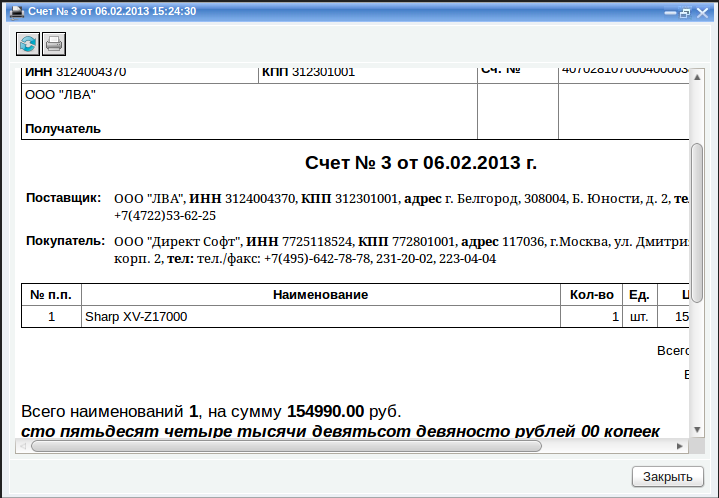 Счет № 3 от 06.02.2013 15:24:30
ИНН 3124004370 КПП 312301001 Сч. №
ООО "ЛВА"
Получатель
Счет № 3 от 06.02.2013 г.
Поставщик: ООО "ЛВА", ИНН 3124004370, КПП 312301001, адрес г. Белгород, 308004, Б. Юности, д. 2,
+7(4722)53-62-25
Покупатель: ООО "Директ Софт", ИНН 7725118524, КПП 772801001, адрес 117036, г.Москва, ул.
корп. 2, тел: тел./факс: +7(495)-642-78-78, 231-20-02, 223-04-04
№ п.п. Наименование Кол-во Ед.
1 Sharp XV-Z17000 1 шт. 15
Всего
Всего наименований 1, на сумму 154990.00 руб.
сто пятьдесят четыре тысячи девятьсот девяносто рублей 00 копеек
Закрыть